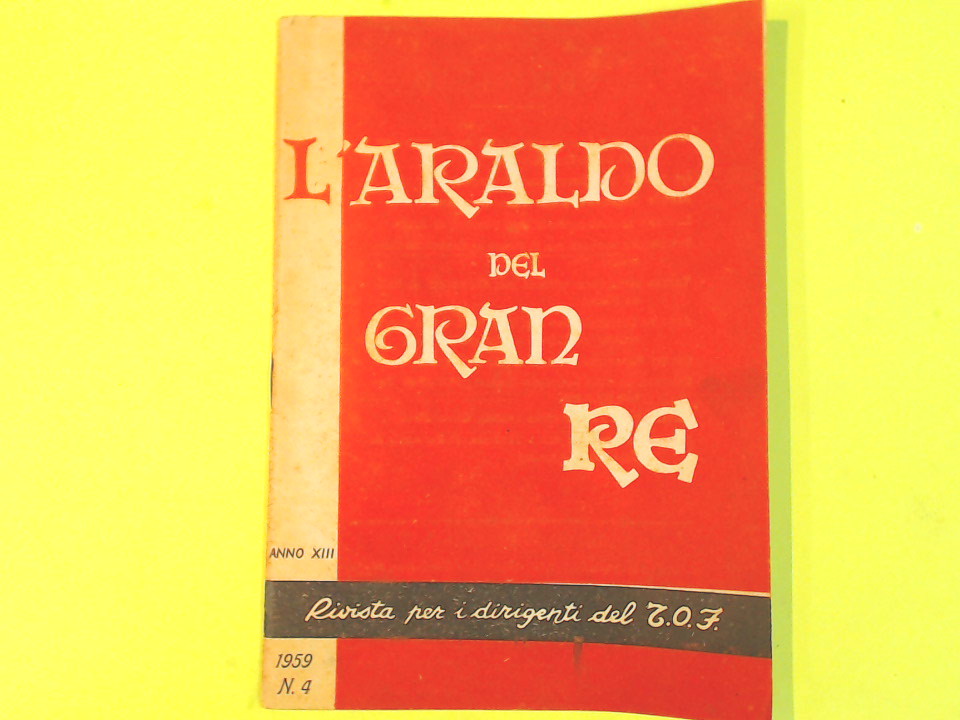 L'ARALDO
DEL
GRAN
RE
ANNO XIII
Rivista per i dirigenti del T.O.F.
1959
N. 4